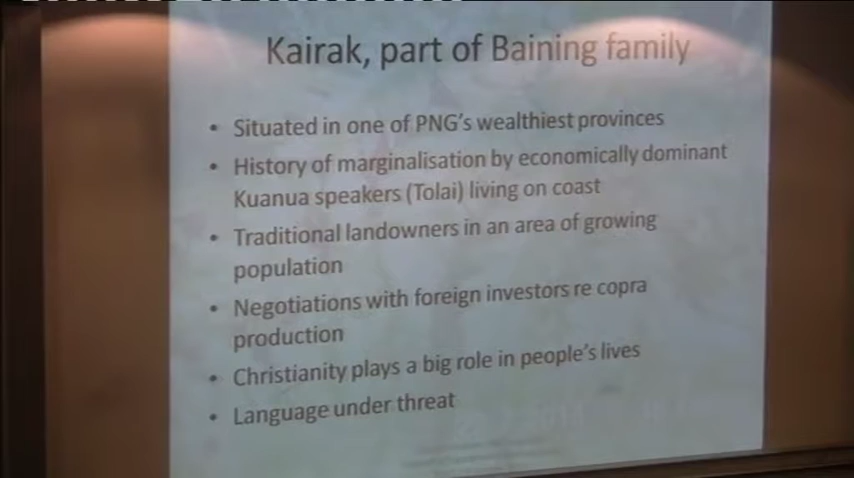 Kairak, part of Baining family
• Situated in one of PNG's wealthiest provinces
• History of marginalisation by economically dominant
Kuanua speakers (Tolai) living on coast
• Traditional landowners in an area of growing
population
• Negotiations with foreign investors re copra
production
• Christianity plays a big role in people's lives
• Language under threat